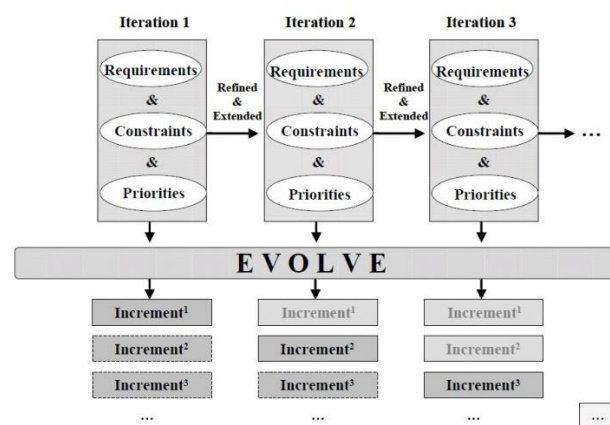 Iteration 1 Iteration 2 Iteration 3
Requirements Requirements Requirements
Refined Refined
& & & & &
Extended Extended
Constraints Constraints Constraints ...
& & &
Priorities Priorities Priorities
EVOLVE
Increment¹ Increment¹ Increment¹
Increment² Increment² Increment²
Increment³ Increment³ Increment³
... ... ... ...